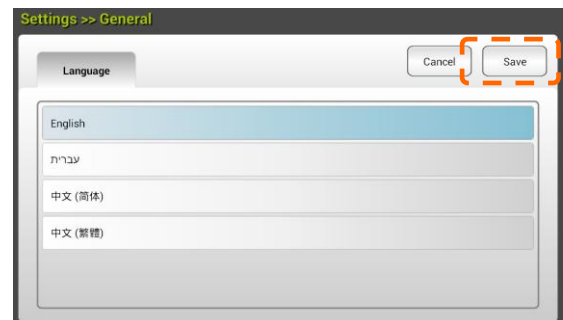 Settings >> General
Language
Cancel
Save
English
עברית
中文 (简体)
中文 (繁體)